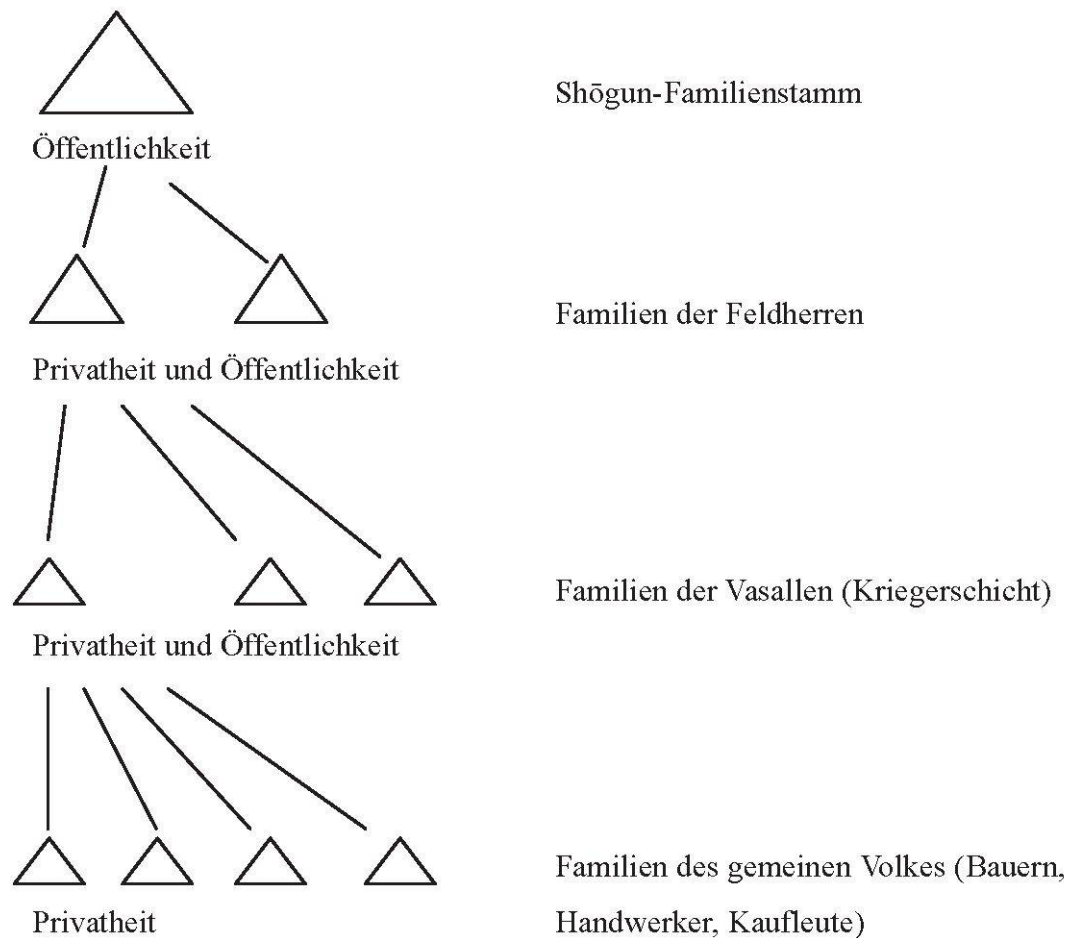 Shōgun-Familienstamm
Öffentlichkeit
Familien der Feldherren
Privatheit und Öffentlichkeit
Familien der Vasallen (Kriegerschicht)
Privatheit und Öffentlichkeit
Familien des gemeinen Volkes (Bauern,
Handwerker, Kaufleute)
Privatheit